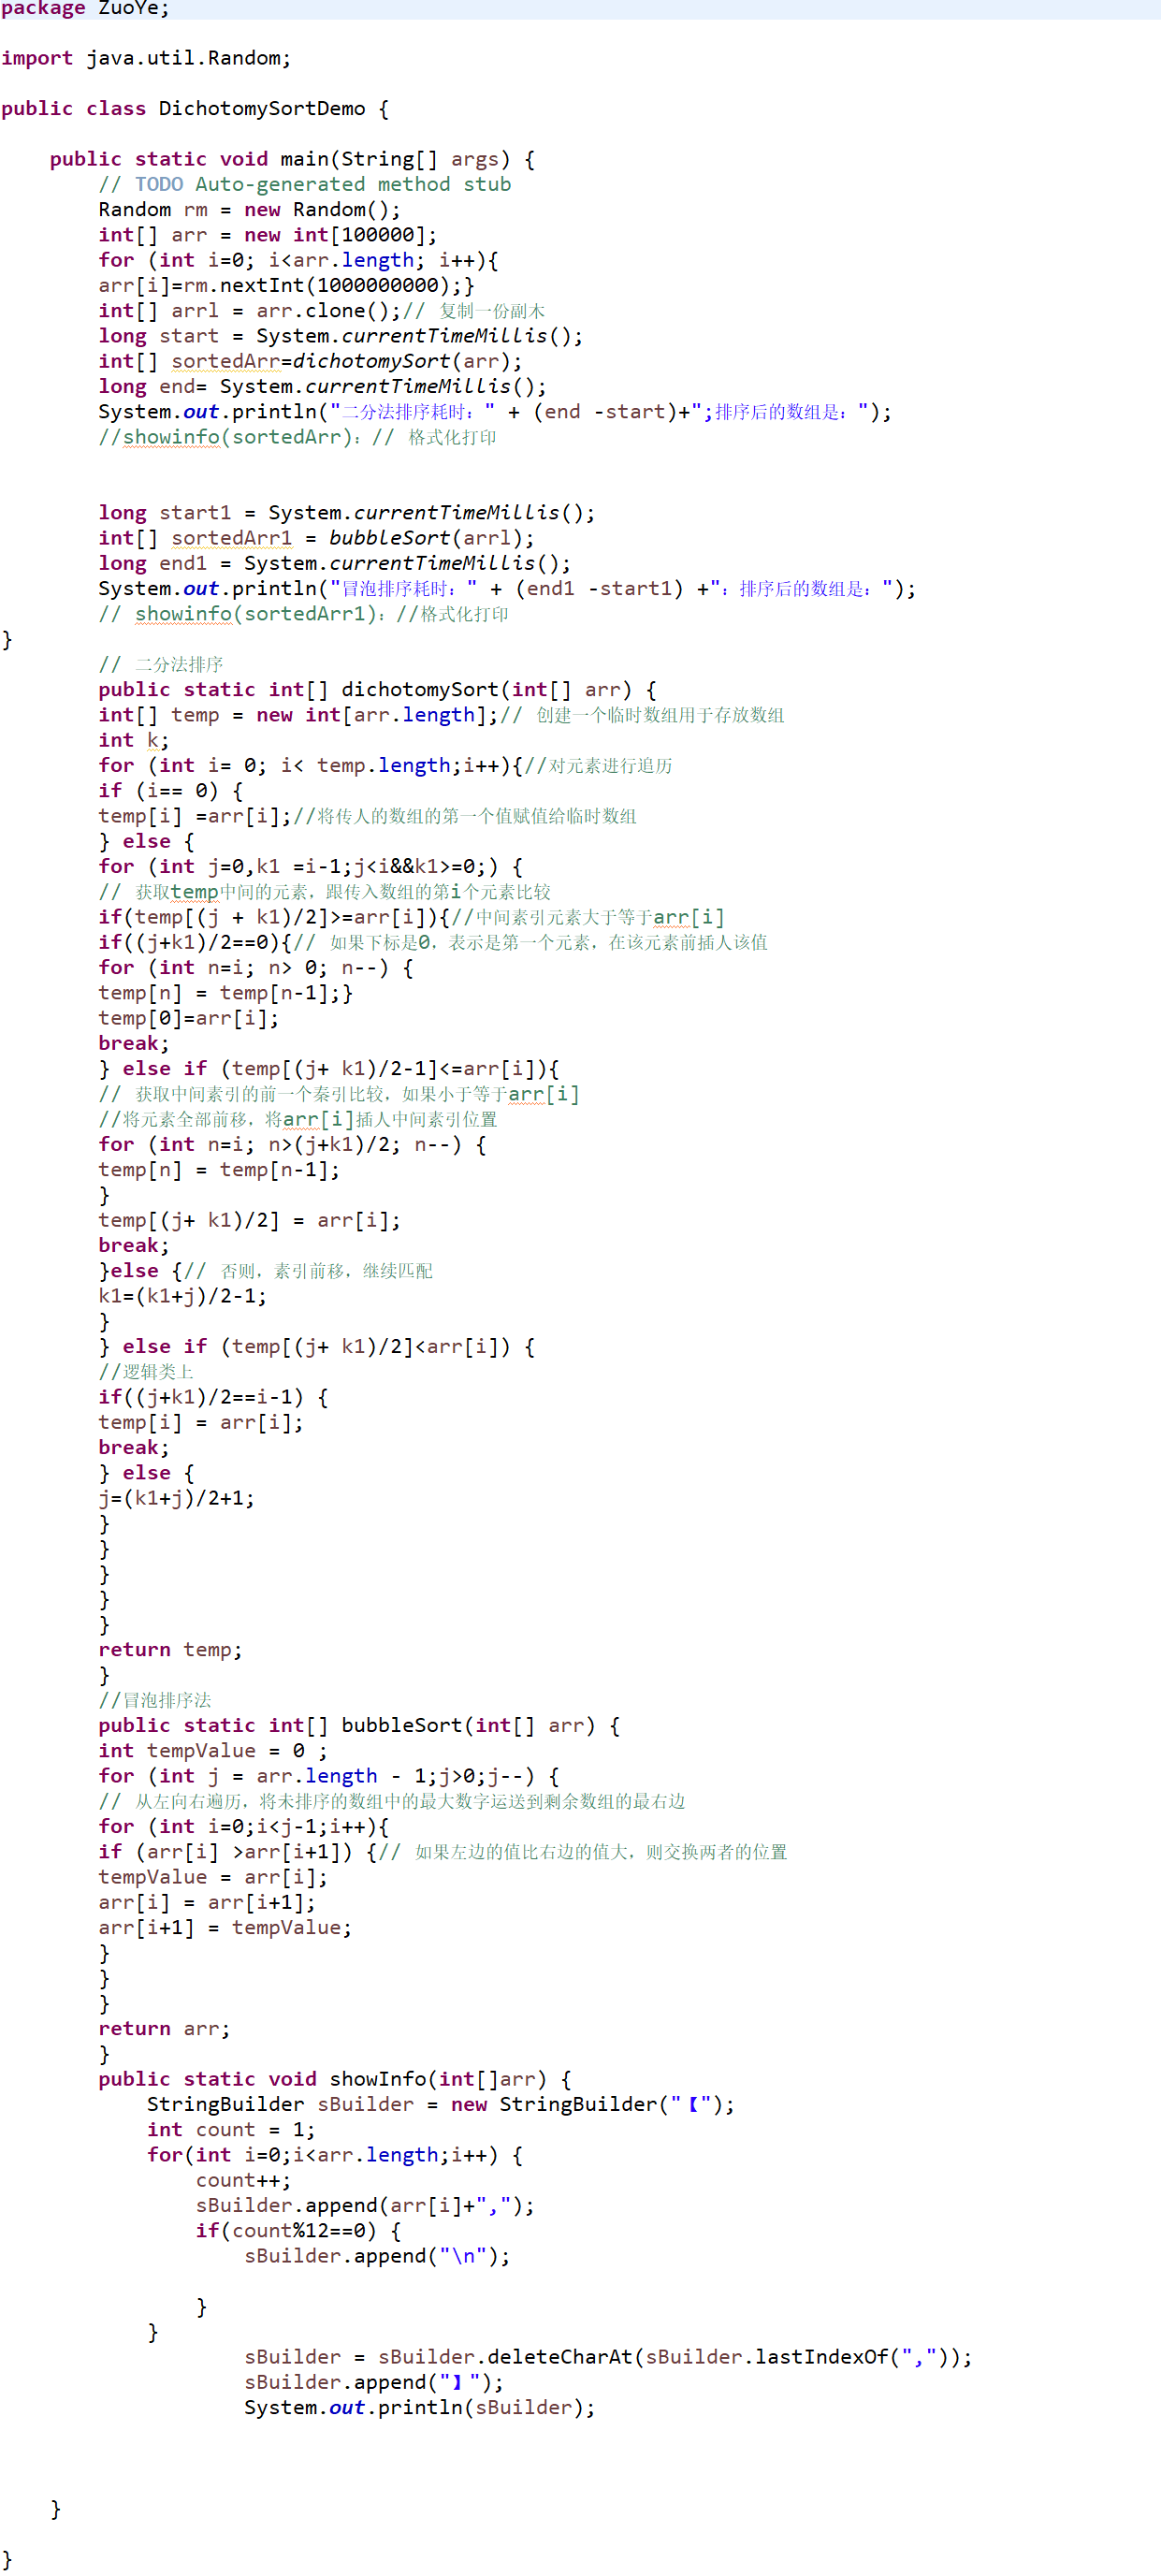 package ZuoYe;
import java.util.Random;
public class DichotomySortDemo {
public static void main(String[] args) {
// TODO Auto-generated method stub
Random rm = new Random();
int[] arr = new int[100000];
for (int i=0; i<arr.length; i++){
arr[i]=rm.nextInt(1000000000);}
int[] arrl = arr.clone();// 复制一份副木
long start = System.currentTimeMillis();
int[] sortedArr=dichotomySort(arr);
long end= System.currentTimeMillis();
System.out.println("二分法排序耗时：" + (end -start)+";排序后的数组是：");
//showinfo(sortedArr)：// 格式化打印
long start1 = System.currentTimeMillis();
int[] sortedArr1 = bubbleSort(arrl);
long end1 = System.currentTimeMillis();
System.out.println("冒泡排序耗时：" + (end1 -start1) +"：排序后的数组是：");
// showinfo(sortedArr1)：//格式化打印
}
// 二分法排序
public static int[] dichotomySort(int[] arr) {
int[] temp = new int[arr.length];// 创建一个临时数组用于存放数组
int k;
for (int i= 0; i< temp.length;i++){//对元素进行追历
if (i== 0) {
temp[i] =arr[i];//将传人的数组的第一个值赋值给临时数组
} else {
for (int j=0,k1 =i-1;j<i&&k1>=0;) {
// 获取temp中间的元素，跟传入数组的第i个元素比较
if(temp[(j + k1)/2]>=arr[i]){//中间素引元素大于等于arr[i]
if((j+k1)/2==0){// 如果下标是0，表示是第一个元素，在该元素前插人该值
for (int n=i; n> 0; n--) {
temp[n] = temp[n-1];}
temp[0]=arr[i];
break;
} else if (temp[(j+ k1)/2-1]<=arr[i]){
// 获取中间素引的前一个秦引比较，如果小于等于arr[i]
//将元素全部前移，将arr[i]插人中间素引位置
for (int n=i; n>(j+k1)/2; n--) {
temp[n] = temp[n-1];
}
temp[(j+ k1)/2] = arr[i];
break;
}else {// 否则，素引前移，继续匹配
k1=(k1+j)/2-1;
}
} else if (temp[(j+ k1)/2]<arr[i]) {
//逻辑类上
if((j+k1)/2==i-1) {
temp[i] = arr[i];
break;
} else {
j=(k1+j)/2+1;
}
}
}
}
}
return temp;
}
//冒泡排序法
public static int[] bubbleSort(int[] arr) {
int tempValue = 0 ;
for (int j = arr.length - 1;j>0;j--) {
// 从左向右遍历，将未排序的数组中的最大数字运送到剩余数组的最右边
for (int i=0;i<j-1;i++){
if (arr[i] >arr[i+1]) {// 如果左边的值比右边的值大，则交换两者的位置
tempValue = arr[i];
arr[i] = arr[i+1];
arr[i+1] = tempValue;
}
}
}
return arr;
}
public static void showInfo(int[]arr) {
StringBuilder sBuilder = new StringBuilder("【");
int count = 1;
for(int i=0;i<arr.length;i++) {
count++;
sBuilder.append(arr[i]+",");
if(count%12==0) {
sBuilder.append("\n");
}
}
sBuilder = sBuilder.deleteCharAt(sBuilder.lastIndexOf(","));
sBuilder.append("】");
System.out.println(sBuilder);
}
}